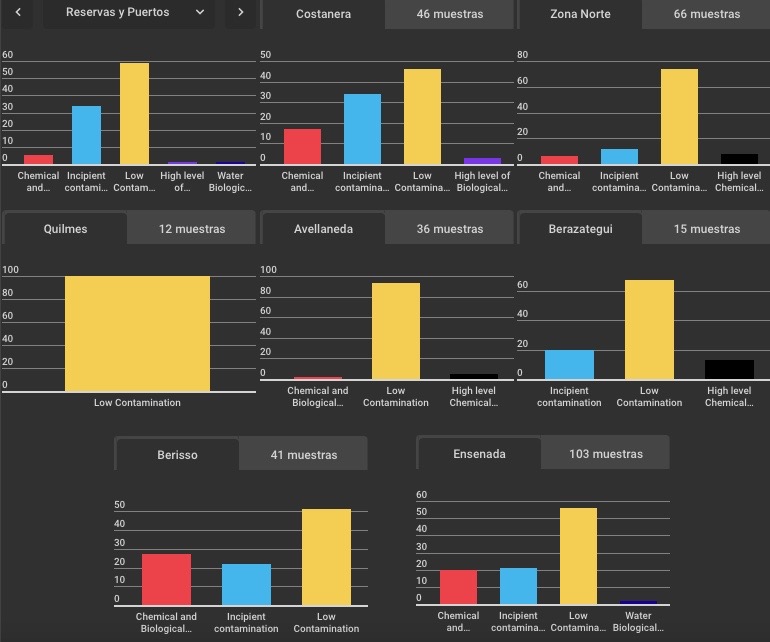 Reservas y Puertos
Costanera 46 muestras
Zona Norte 66 muestras
60
50
40
30
20
10
0
Chemical and...
Incipient contami...
Low Contam...
High level of...
Water Biologic...
50
40
30
20
10
0
Chemical and...
Incipient contamina...
Low Contamina...
High level of Biological...
80
60
40
20
0
Chemical and...
Incipient contamina...
Low Contamina...
High level Chemical...
Quilmes 12 muestras
Avellaneda 36 muestras
Berazategui 15 muestras
100
80
60
40
20
0
Low Contamination
100
80
60
40
20
0
Chemical and Biological...
Low Contamination
High level Chemical...
60
40
20
0
Incipient contamination
Low Contamination
High level Chemical...
Berisso 41 muestras
Ensenada 103 muestras
50
40
30
20
10
0
Chemical and Biological...
Incipient contamination
Low Contamination
60
50
40
30
20
10
0
Chemical and...
Incipient contamina...
Low Contamina...
Water Biological...